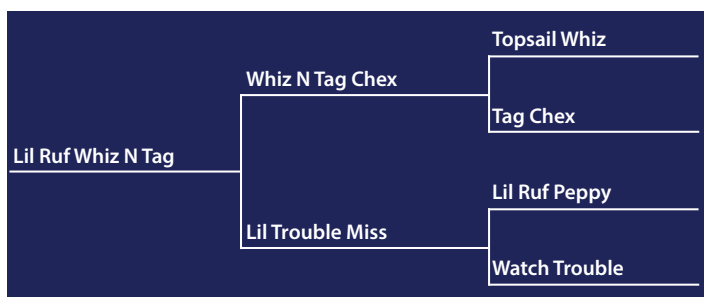 Topsail Whiz
Whiz N Tag Chex
Tag Chex
Lil Ruf Whiz N Tag
Lil Ruf Peppy
Lil Trouble Miss
Watch Trouble